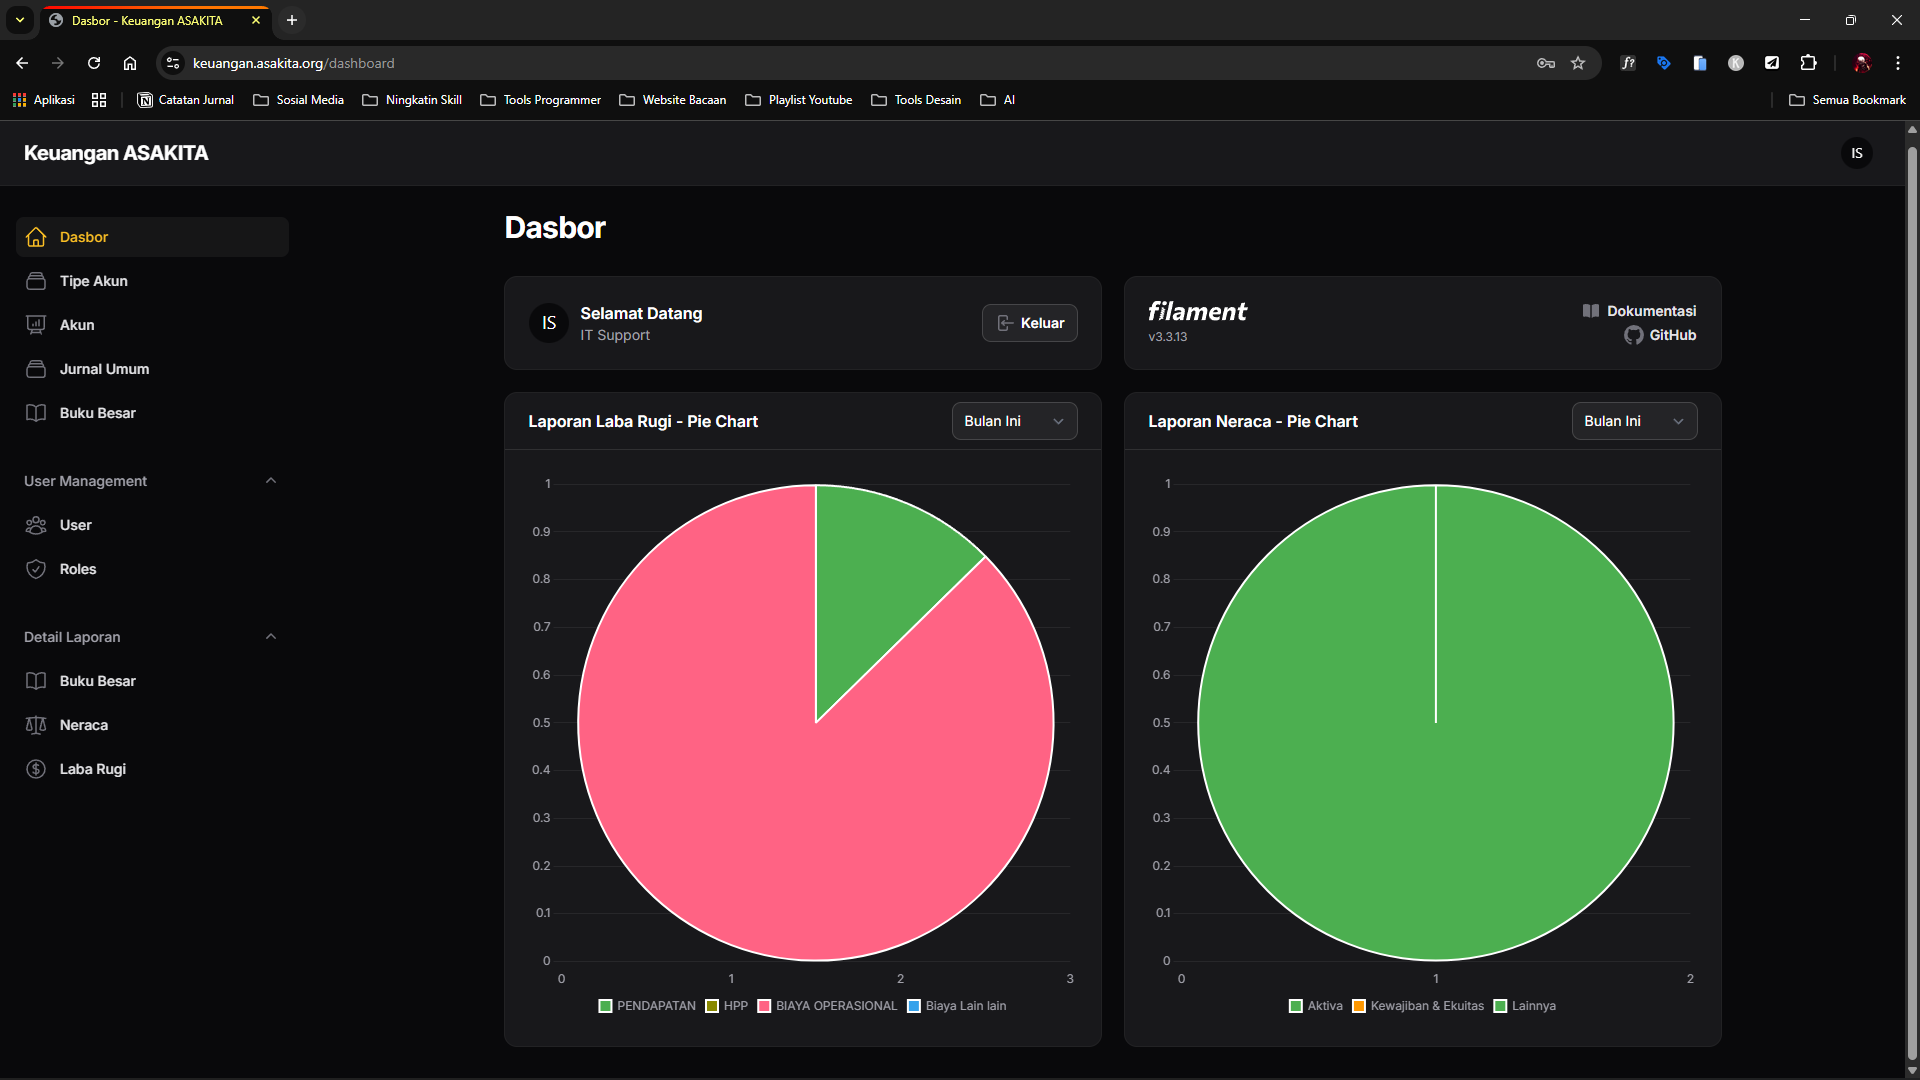 Dasbor - Keuangan ASAKITA
keuangan.asakita.org/dashboard
Aplikasi
Catatan Jurnal
Sosial Media
Ningkatin Skill
Tools Programmer
Website Bacaan
Playlist Youtube
Tools Desain
AI
Semua Bookmark
Keuangan ASAKITA
IS
Dasbor
Tipe Akun
Akun
Jurnal Umum
Buku Besar
User Management
User
Roles
Detail Laporan
Buku Besar
Neraca
Laba Rugi
Dasbor
IS
Selamat Datang
IT Support
Keluar
filament
v3.3.13
Dokumentasi
GitHub
Laporan Laba Rugi - Pie Chart
Bulan Ini
1
0.9
0.8
0.7
0.6
0.5
0.4
0.3
0.2
0.1
0
0 1 2 3
PENDAPATAN HPP BIAYA OPERASIONAL Biaya Lain lain
Laporan Neraca - Pie Chart
Bulan Ini
1
0.9
0.8
0.7
0.6
0.5
0.4
0.3
0.2
0.1
0
0 1 2
Aktiva Kewajiban & Ekuitas Lainnya